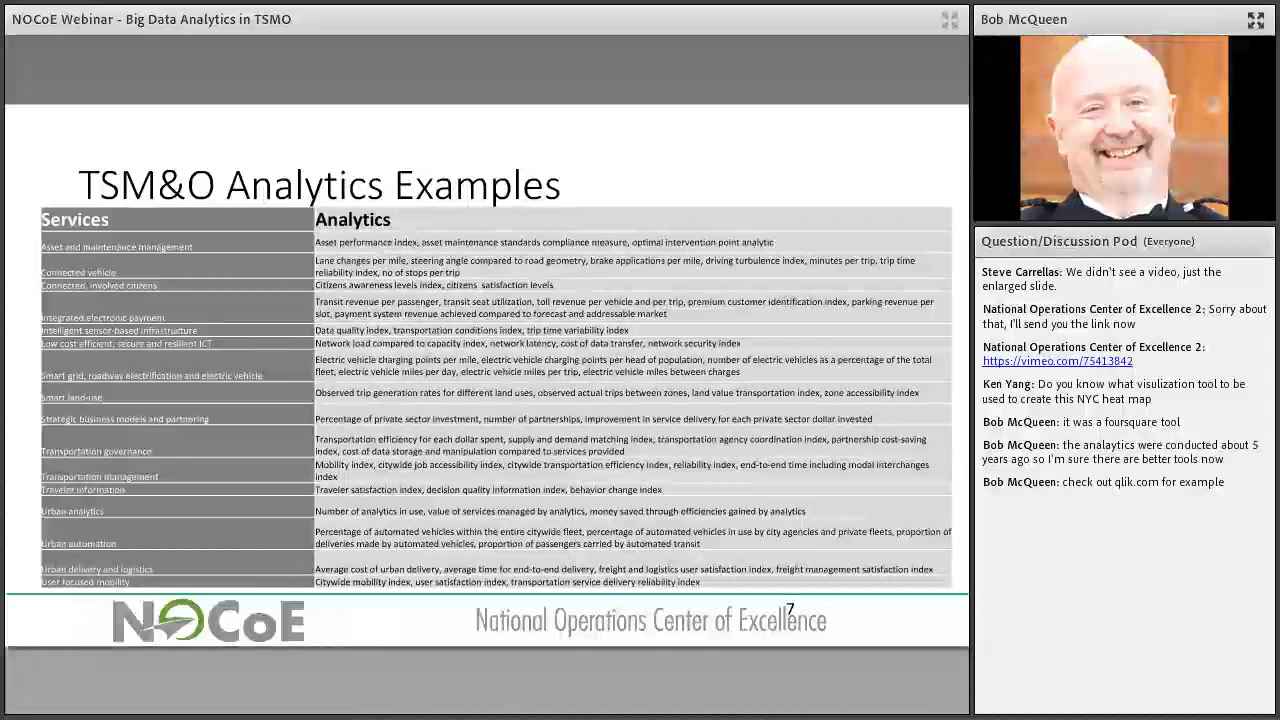 NOCoE Webinar - Big Data Analytics in TSMO
TSM&O Analytics Examples
Services Analytics
Asset and maintenance management Asset performance index, asset maintenance standards compliance measure, optimal intervention point analytic
Connected vehicle Lane changes per mile, steering angle compared to road geometry, brake applications per mile, driving turbulence index, minutes per trip, trip time
reliability index, no of stops per trip
Connected, involved citizens Citizens awareness levels index, citizens satisfaction levels
Integrated electronic payment Transit revenue per passenger, transit seat utilization, toll revenue per vehicle and per trip, premium customer identification index, parking revenue per
slot, payment system revenue achieved compared to forecast and addressable market
Intelligent sensor-based infrastructure Data quality index, transportation conditions index, trip time variability index
Low cost efficient, secure and resilient ICT Network load compared to capacity index, network latency, cost of data transfer, network security index
Smart grid, roadway electrification and electric vehicle Electric vehicle charging points per mile, electric vehicle charging points per head of population, number of electric vehicles as a percentage of the total
fleet, electric vehicle miles per day, electric vehicle miles per trip, electric vehicle miles between charges
Smart land-use Observed trip generation rates for different land uses, observed actual trips between zones, land value transportation index, zone accessibility index
Strategic business models and partnering Percentage of private sector investment, number of partnerships, improvement in service delivery for each private sector dollar invested
Transportation governance Transportation efficiency for each dollar spent, supply and demand matching index, transportation agency coordination index, partnership cost-saving
index, cost of data storage and manipulation compared to services provided
Transportation management Mobility index, citywide job accessibility index, citywide transportation efficiency index, reliability index, end-to-end time including modal interchanges
index
Traveler information Traveler satisfaction index, decision quality information index, behavior change index
Urban analytics Number of analytics in use, value of services managed by analytics, money saved through efficiencies gained by analytics
Urban automation Percentage of automated vehicles within the entire citywide fleet, percentage of automated vehicles in use by city agencies and private fleets, proportion of
deliveries made by automated vehicles, proportion of passengers carried by automated transit
Urban delivery and logistics Average cost of urban delivery, average time for end-to-end delivery, freight and logistics user satisfaction index, freight management satisfaction index
User focused mobility Citywide mobility index, user satisfaction index, transportation service delivery reliability index
NOCoE National Operations Center of Excellence
7
Bob McQueen
Question/Discussion Pod (Everyone)
Steve Carrellas: We didn't see a video, just the
enlarged slide.
National Operations Center of Excellence 2: Sorry about
that, I'll send you the link now
National Operations Center of Excellence 2:
https://vimeo.com/75413842
Ken Yang: Do you know what visulization tool to be
used to create this NYC heat map
Bob McQueen: it was a foursquare tool
Bob McQueen: the analaytics were conducted about 5
years ago so I'm sure there are better tools now
Bob McQueen: check out qlik.com for example